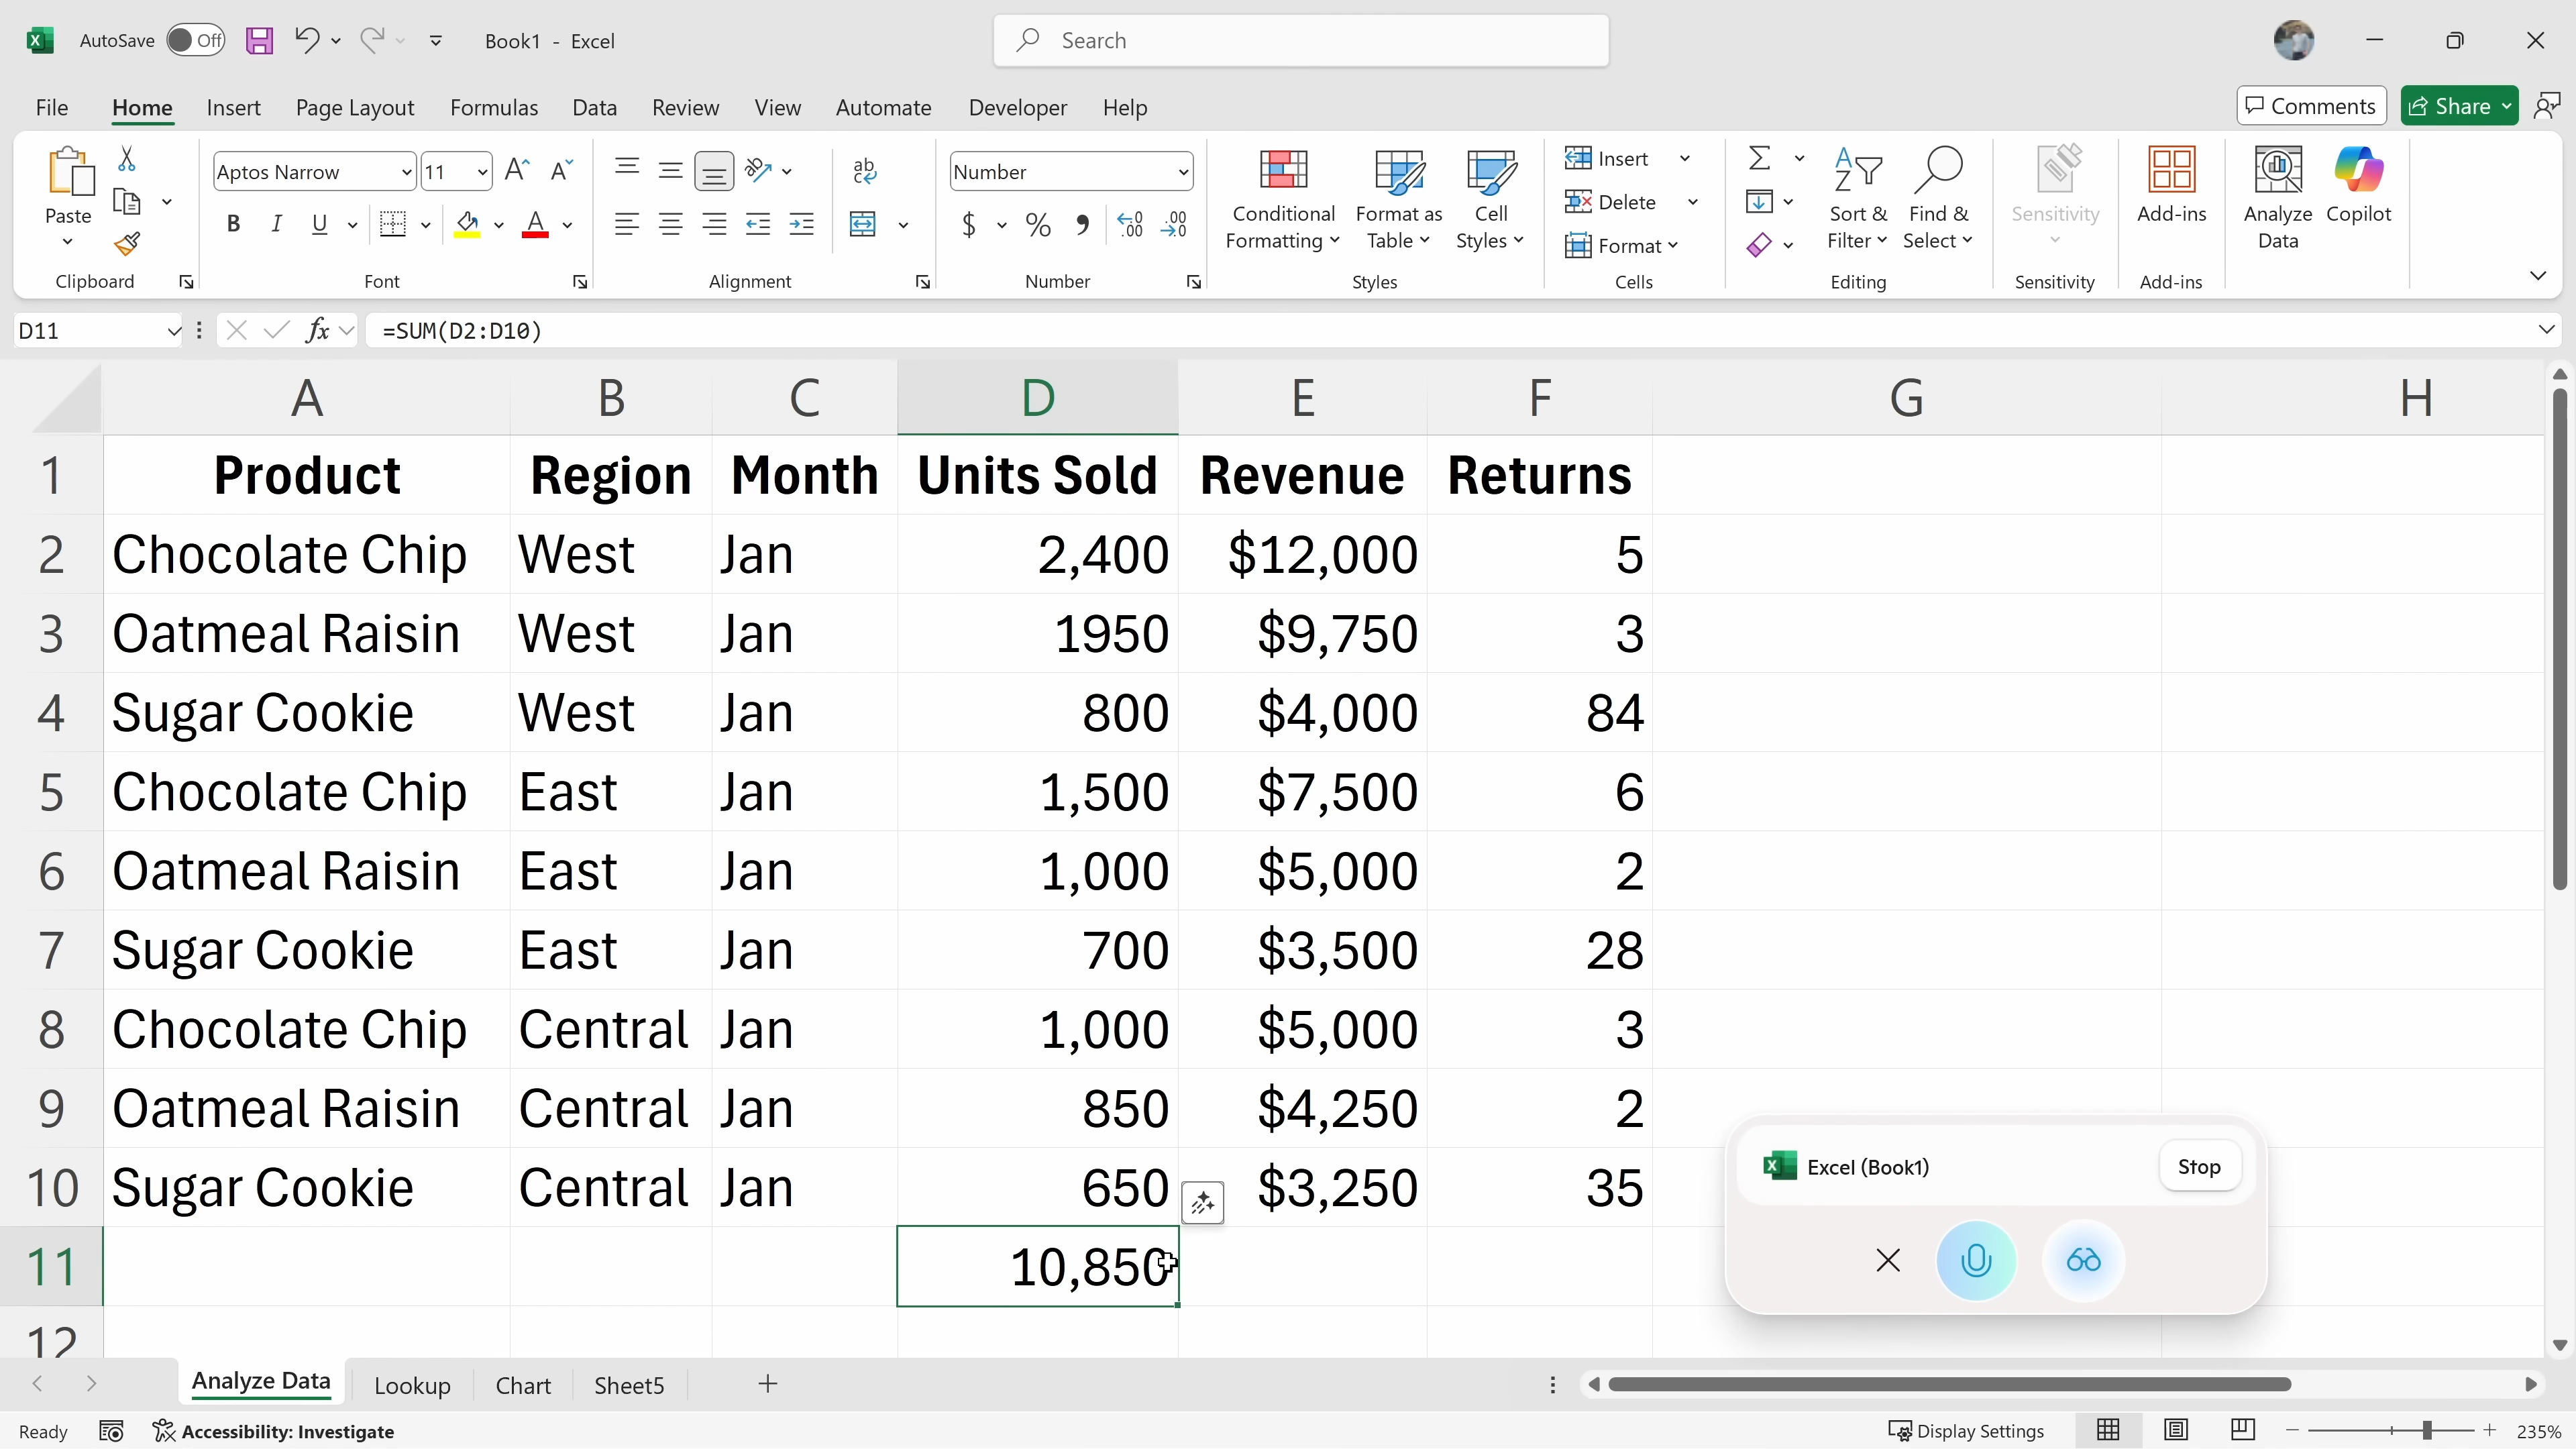 AutoSave Off Book1 - Excel Search
File Home Insert Page Layout Formulas Data Review View Automate Developer Help Comments Share
Paste Aptos Narrow 11 Number Conditional Formatting Format as Table Cell Styles Insert Delete Format Sort & Filter Find & Select Sensitivity Add-ins Analyze Data Copilot
Clipboard Font Alignment Number Styles Cells Editing Sensitivity Add-ins
D11 fx =SUM(D2:D10)
A B C D E F G H
1 Product Region Month Units Sold Revenue Returns
2 Chocolate Chip West Jan 2,400 $12,000 5
3 Oatmeal Raisin West Jan 1950 $9,750 3
4 Sugar Cookie West Jan 800 $4,000 84
5 Chocolate Chip East Jan 1,500 $7,500 6
6 Oatmeal Raisin East Jan 1,000 $5,000 2
7 Sugar Cookie East Jan 700 $3,500 28
8 Chocolate Chip Central Jan 1,000 $5,000 3
9 Oatmeal Raisin Central Jan 850 $4,250 2
10 Sugar Cookie Central Jan 650 $3,250 35
11 10,850
12
Excel (Book1) Stop
Analyze Data Lookup Chart Sheet5
Ready Accessibility: Investigate Display Settings 235%